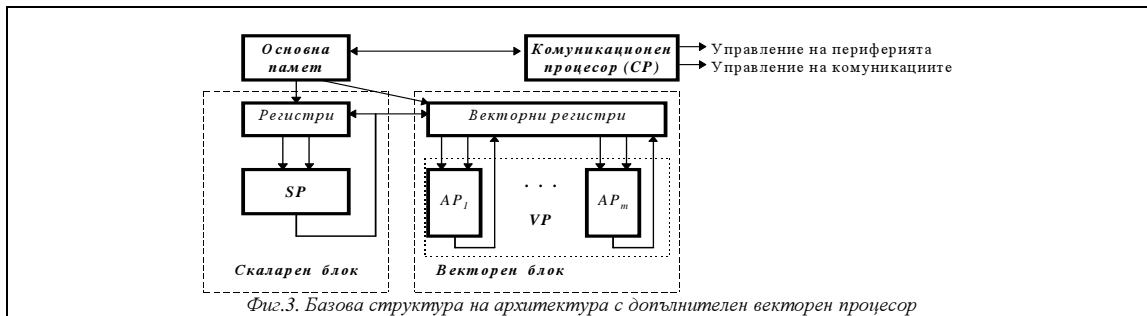 Основна
памет
Комуникационен
процесор (CP)
Управление на периферията
Управление на комуникациите
Регистри
Векторни регистри
SP
AP1
. . .
VP
APm
Скаларен блок
Векторен блок
Фиг.3. Базова структура на архитектура с допълнителен векторен процесор